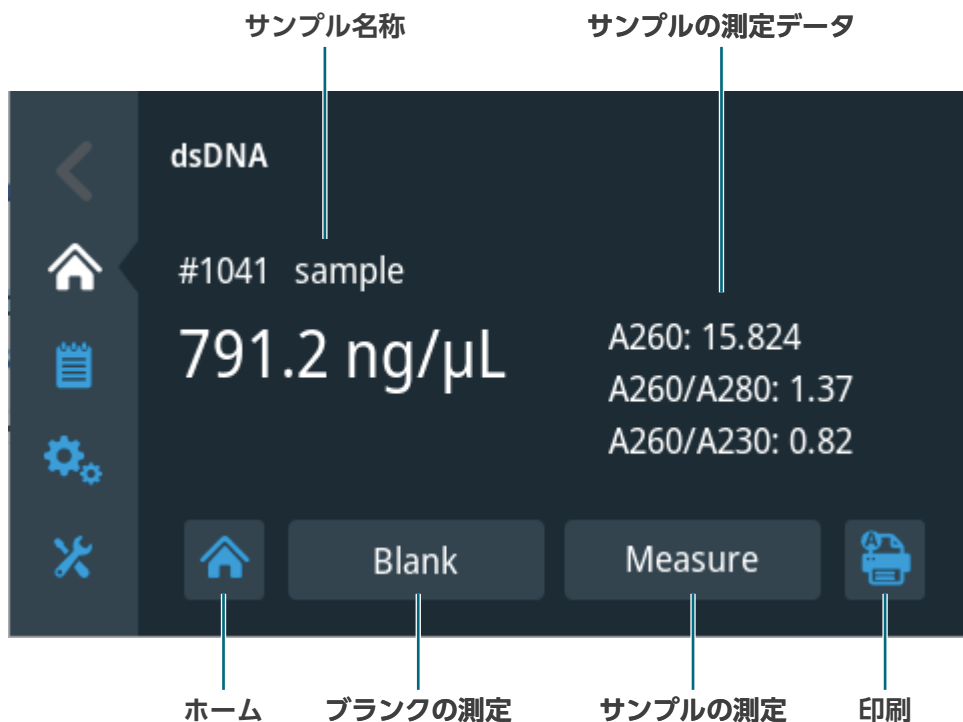 サンプル名称
サンプルの測定データ
dsDNA
#1041 sample
791.2 ng/µL
A260: 15.824
A260/A280: 1.37
A260/A230: 0.82
Blank
Measure
A
ホーム
ブランクの測定
サンプルの測定
印刷